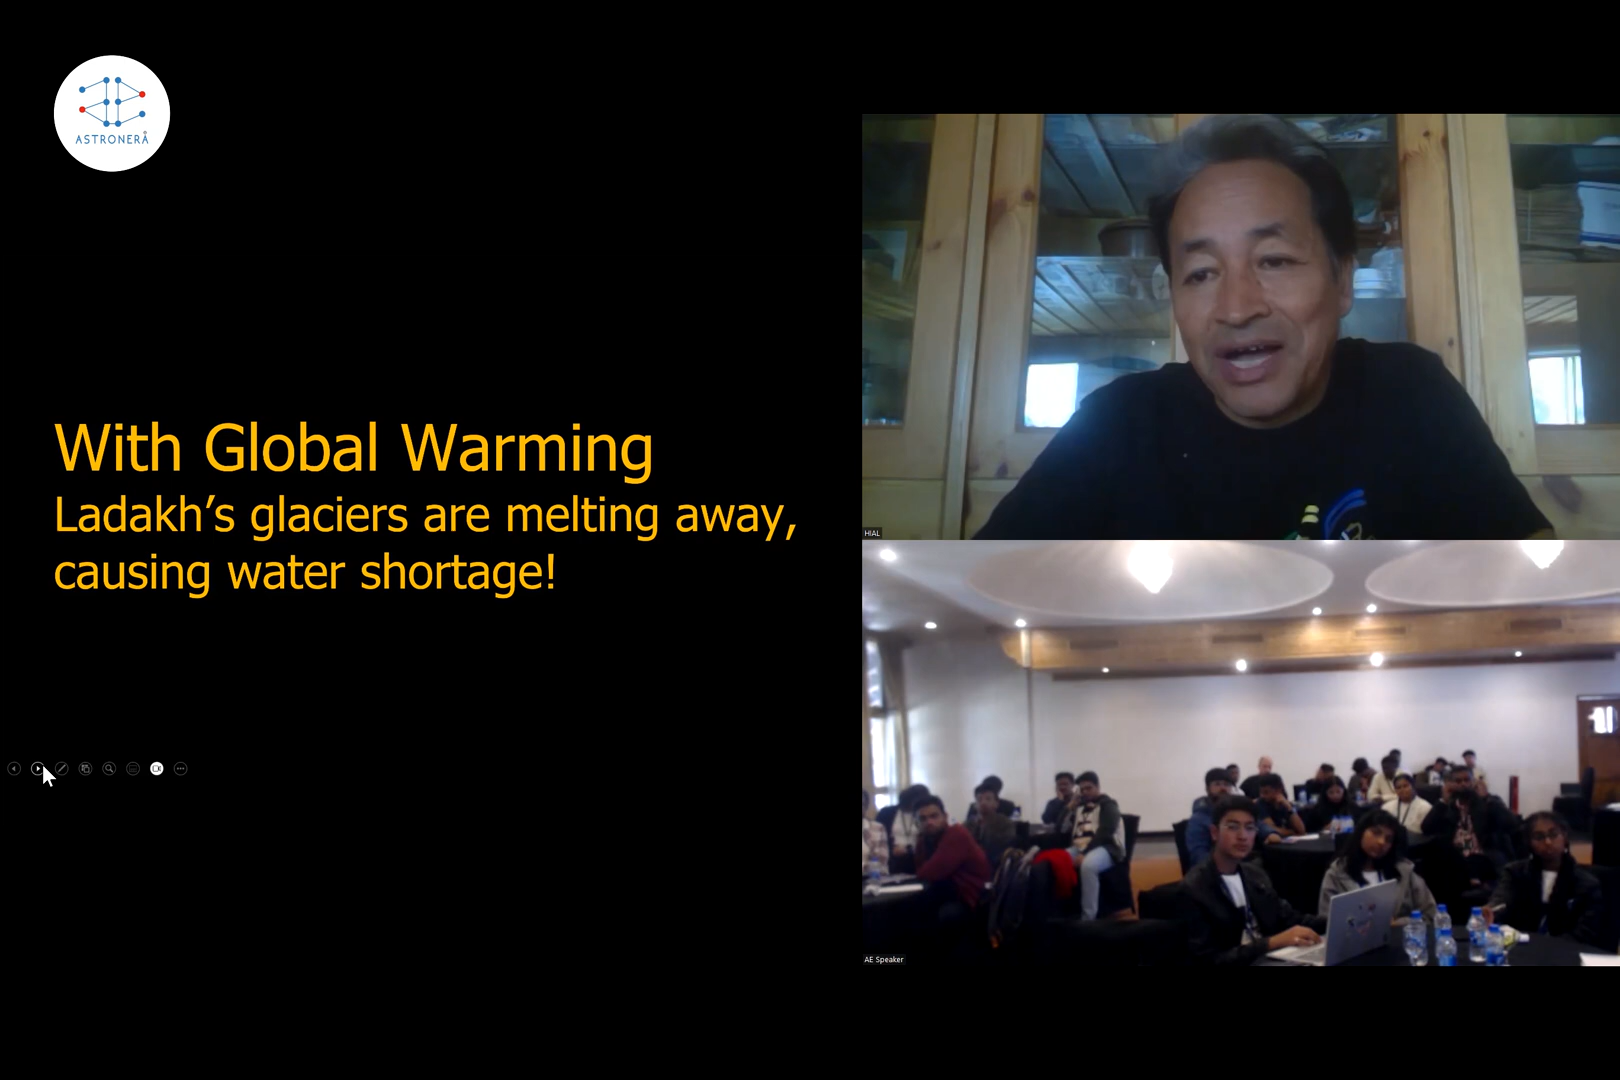 ASTRONERA
With Global Warming
Ladakh’s glaciers are melting away,
causing water shortage!
HIAL
AE Speaker